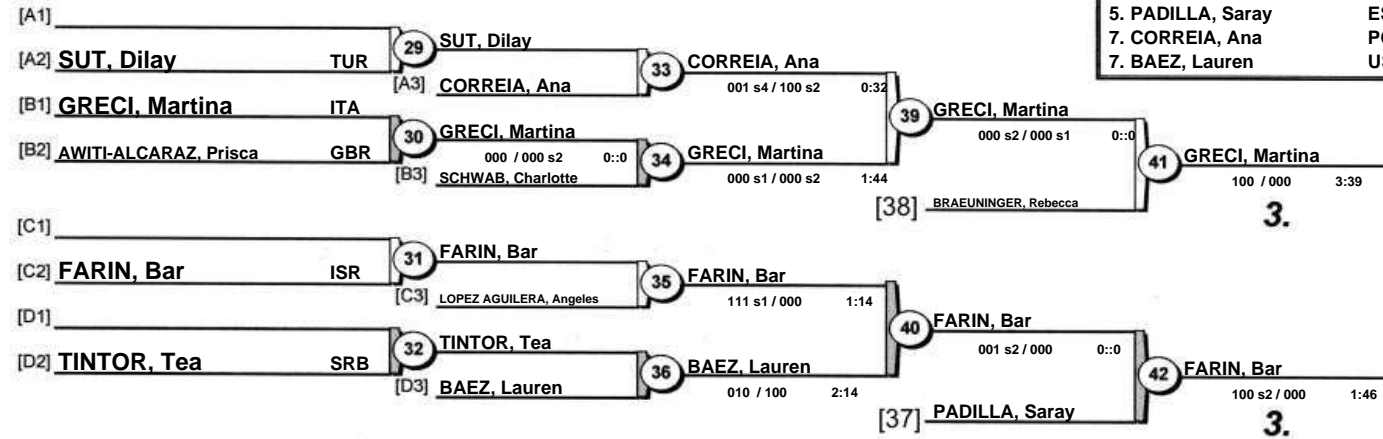 5. PADILLA, Saray ES
7. CORREIA, Ana PO
7. BAEZ, Lauren US
[A1]
[A2] SUT, Dilay TUR
29 SUT, Dilay
[A3] CORREIA, Ana
33 CORREIA, Ana
001 s4 / 100 s2 0:32
[B1] GRECI, Martina ITA
[B2] AWITI-ALCARAZ, Prisca GBR
30 GRECI, Martina
000 / 000 s2 0::0
[B3] SCHWAB, Charlotte
34 GRECI, Martina
000 s1 / 000 s2 1:44
39 GRECI, Martina
000 s2 / 000 s1 0::0
[38] BRAEUNINGER, Rebecca
41 GRECI, Martina
100 / 000 3:39
3.
[C1]
[C2] FARIN, Bar ISR
31 FARIN, Bar
[C3] LOPEZ AGUILERA, Angeles
35 FARIN, Bar
111 s1 / 000 1:14
[D1]
[D2] TINTOR, Tea SRB
32 TINTOR, Tea
[D3] BAEZ, Lauren
36 BAEZ, Lauren
010 / 100 2:14
40 FARIN, Bar
001 s2 / 000 0::0
[37] PADILLA, Saray
42 FARIN, Bar
100 s2 / 000 1:46
3.